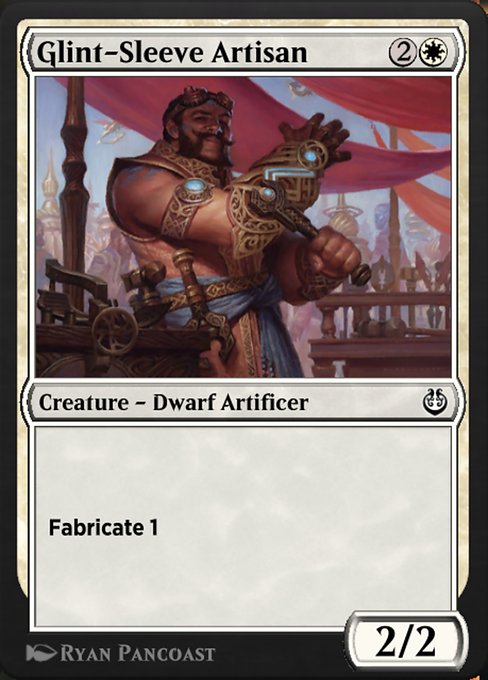 Glint-Sleeve Artisan 2
Creature – Dwarf Artificer
Fabricate 1
2/2
Ryan Pancoast